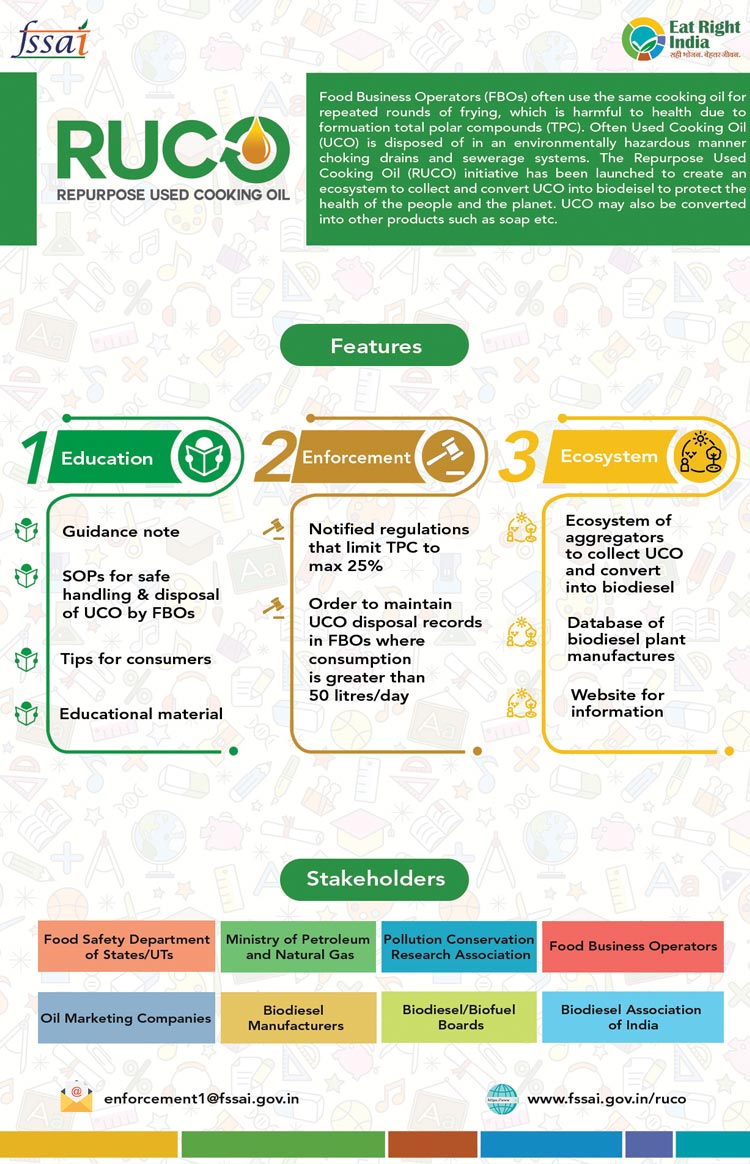 fssai
Eat Right
India
सही भोजन. बेहतर जीवन.
RUCO
REPURPOSE USED COOKING OIL
Food Business Operators (FBOs) often use the same cooking oil for
repeated rounds of frying, which is harmful to health due to
formuation total polar compounds (TPC). Often Used Cooking Oil
(UCO) is disposed of in an environmentally hazardous manner
choking drains and sewerage systems. The Repurpose Used
Cooking Oil (RUCO) initiative has been launched to create an
ecosystem to collect and convert UCO into biodeisel to protect the
health of the people and the planet. UCO may also be converted
into other products such as soap etc.
Features
1 Education
Guidance note
SOPs for safe
handling & disposal
of UCO by FBOs
Tips for consumers
Educational material
2 Enforcement
Notified regulations
that limit TPC to
max 25%
Order to maintain
UCO disposal records
in FBOs where
consumption
is greater than
50 litres/day
3 Ecosystem
Ecosystem of
aggregators
to collect UCO
and convert
into biodiesel
Database of
biodiesel plant
manufactures
Website for
information
Stakeholders
Food Safety Department
of States/UTs
Ministry of Petroleum
and Natural Gas
Pollution Conservation
Research Association
Food Business Operators
Oil Marketing Companies
Biodiesel
Manufacturers
Biodiesel/Biofuel
Boards
Biodiesel Association
of India
enforcement1@fssai.gov.in
www.fssai.gov.in/ruco